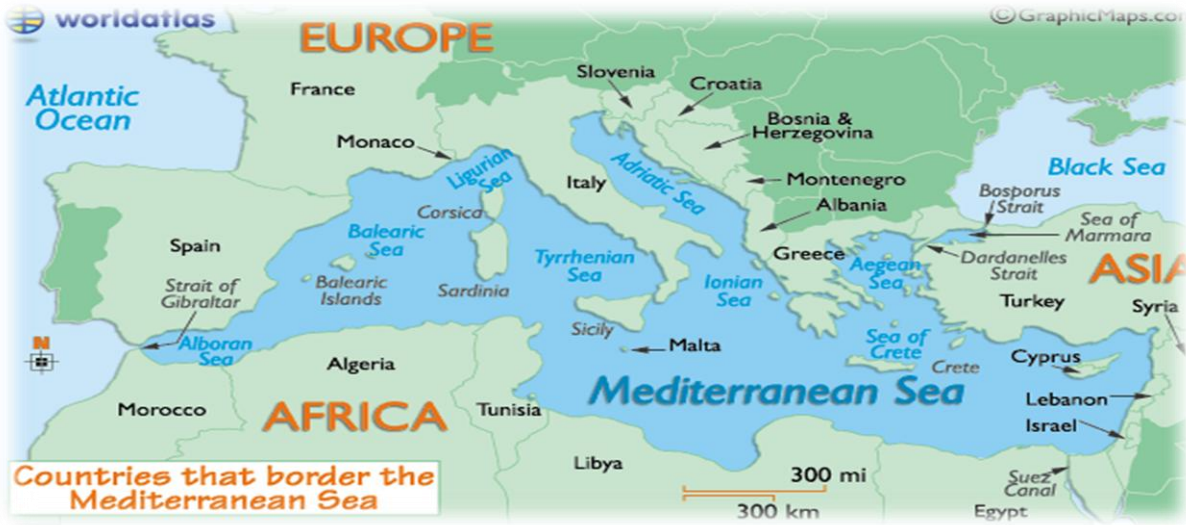 worldatlas
©GraphicMaps.co
EUROPE
Atlantic
Ocean
France
Slovenia
Croatia
Bosnia &
Herzegovina
Monaco
Ligurian
Sea
Adriatic Sea
Italy
Montenegro
Albania
Black Sea
Bosporus
Strait
Sea of
Marmara
Corsica
Balearic
Sea
Spain
Tyrrhenian
Sea
Greece
Aegean
Sea
Dardanelles
Strait
ASIA
Strait of
Gibraltar
Balearic
Islands
Sardinia
Ionian
Sea
Turkey
Syria
N
Alboran
Sea
Sicily
Malta
Sea of
Crete
Crete
Cyprus
Algeria
Mediterranean Sea
Lebanon
Israel
Morocco
AFRICA
Tunisia
Libya
300 mi
300 km
Suez
Canal
Egypt
Countries that border the
Mediterranean Sea